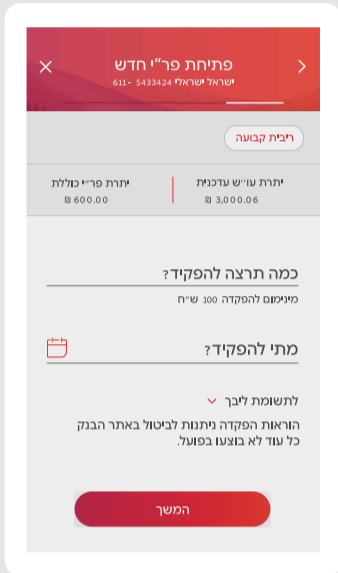 פתיחת פר״י חדש
ישראל ישראלי 5433424 -611
ריבית קבועה
יתרת עו״ש עדכנית
₪ 3,000.06
יתרת פר״י כוללת
₪ 600.00
כמה תרצה להפקיד?
מינימום להפקדה 100 ש״ח
מתי להפקיד?
לתשומת ליבך
הוראות הפקדה ניתנות לביטול באתר הבנק
כל עוד לא בוצעו בפועל.
המשך